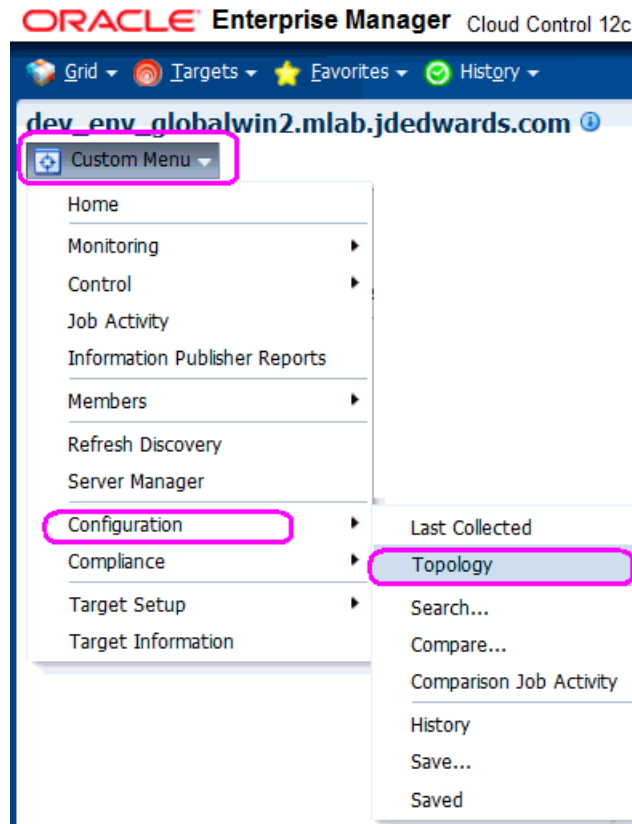 ORACLE Enterprise Manager Cloud Control 12c
Grid Targets Favorites History
dev_env_globalwin2.mlab.jdedwards.com
Custom Menu
Home
Monitoring
Control
Job Activity
Information Publisher Reports
Members
Refresh Discovery
Server Manager
Configuration
Compliance
Target Setup
Target Information
Last Collected
Topology
Search...
Compare...
Comparison Job Activity
History
Save...
Saved